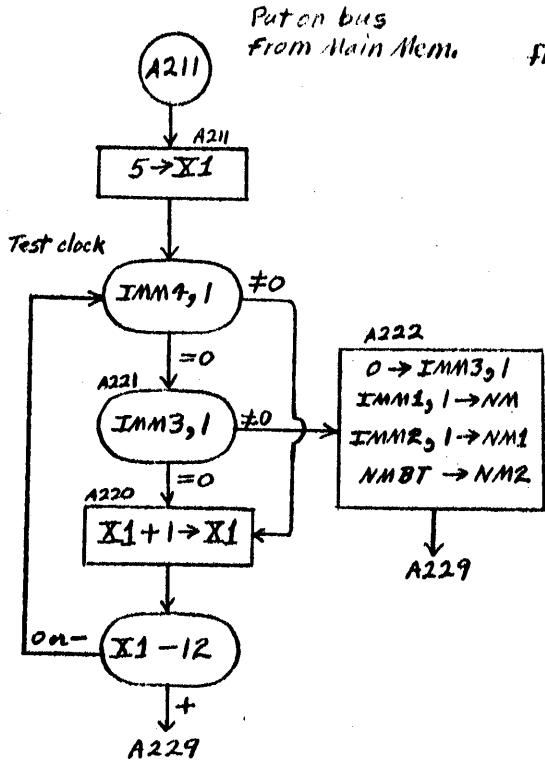 Put on bus
from Main Mem.
A211
A211
5→X1
Test clock
IMM4,1
≠0
=0
A221
IMM3,1
≠0
=0
A222
0→IMM3,1
IMM1,1→NM
IMM2,1→NM1
NMBT→NM2
A229
A220
X1+1→X1
0 or -
X1-12
+
A229